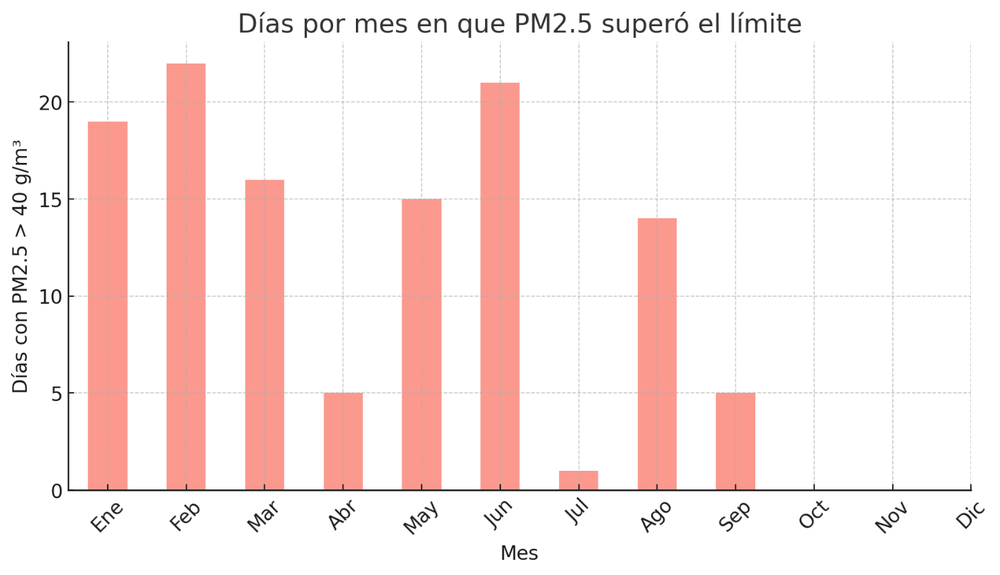 Días por mes en que PM2.5 superó el límite
Días con PM2.5 > 40 g/m³
20
15
10
5
0
Ene
Feb
Mar
Abr
May
Jun
Jul
Ago
Sep
Oct
Nov
Dic
Mes